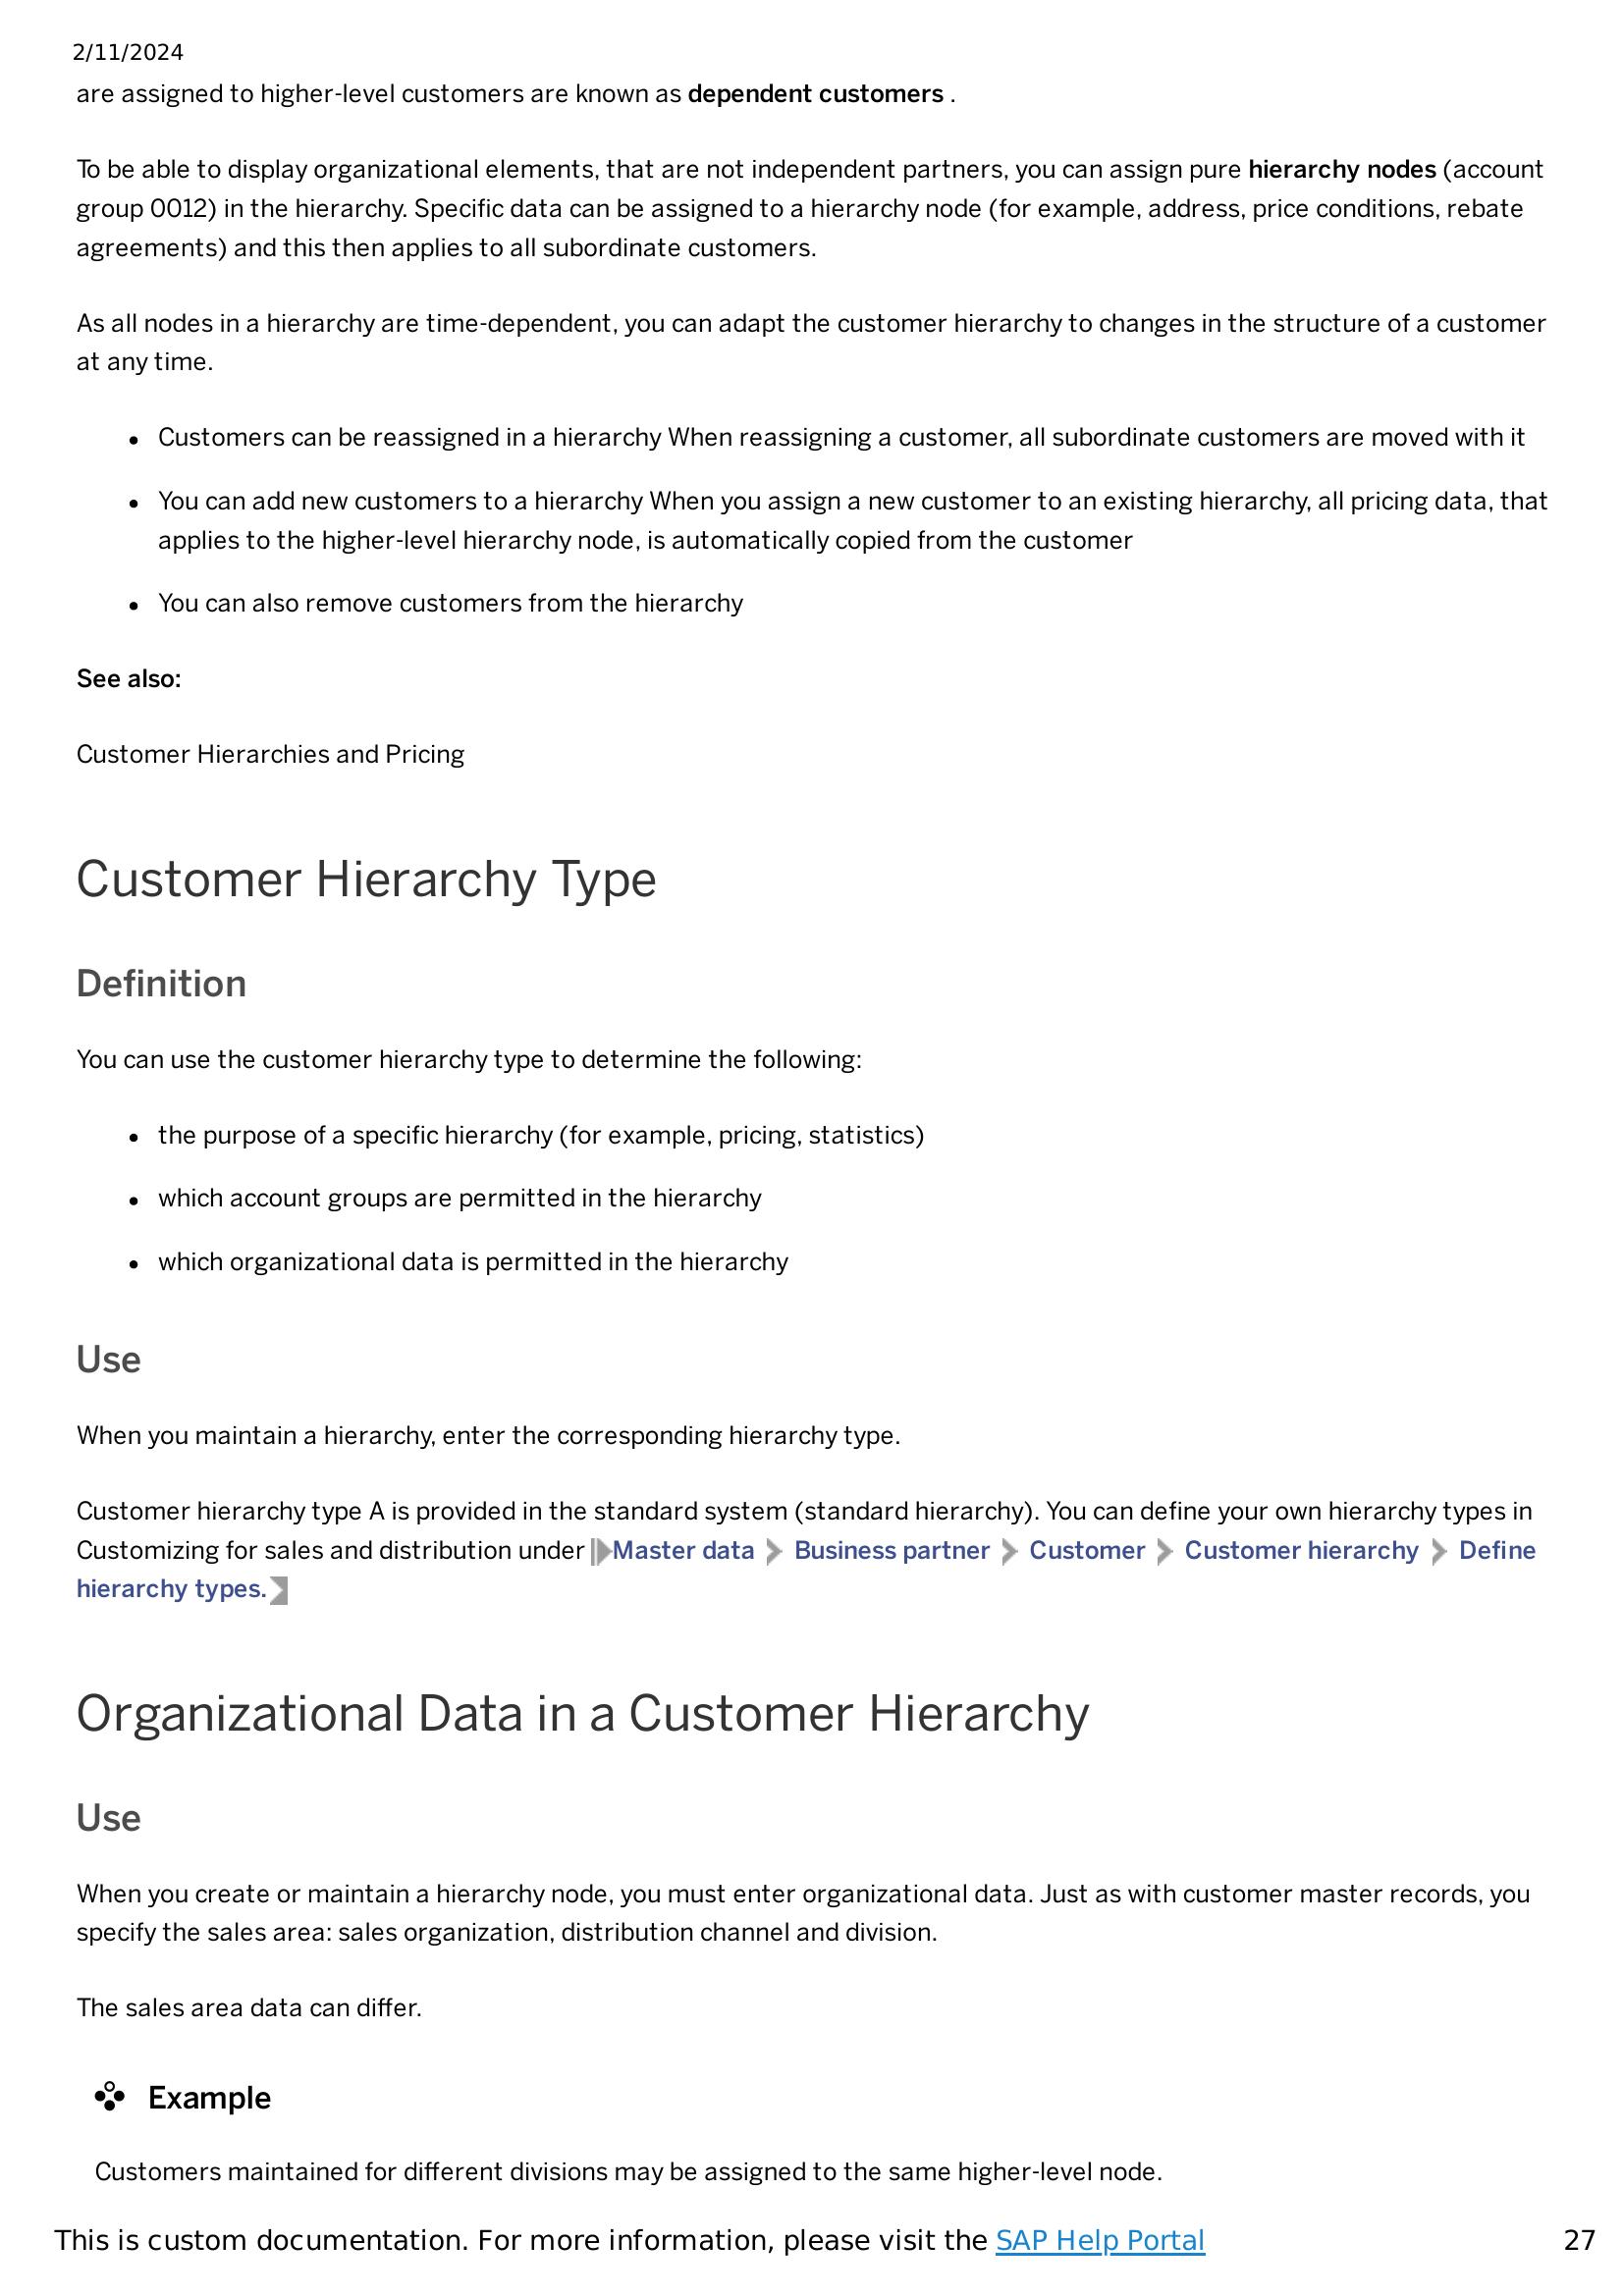 2/11/2024
are assigned to higher-level customers are known as dependent customers .
To be able to display organizational elements, that are not independent partners, you can assign pure hierarchy nodes (account
group 0012) in the hierarchy. Specific data can be assigned to a hierarchy node (for example, address, price conditions, rebate
agreements) and this then applies to all subordinate customers.
As all nodes in a hierarchy are time-dependent, you can adapt the customer hierarchy to changes in the structure of a customer
at any time.
• Customers can be reassigned in a hierarchy When reassigning a customer, all subordinate customers are moved with it
• You can add new customers to a hierarchy When you assign a new customer to an existing hierarchy, all pricing data, that
applies to the higher-level hierarchy node, is automatically copied from the customer
• You can also remove customers from the hierarchy
See also:
Customer Hierarchies and Pricing
Customer Hierarchy Type
Definition
You can use the customer hierarchy type to determine the following:
• the purpose of a specific hierarchy (for example, pricing, statistics)
• which account groups are permitted in the hierarchy
• which organizational data is permitted in the hierarchy
Use
When you maintain a hierarchy, enter the corresponding hierarchy type.
Customer hierarchy type A is provided in the standard system (standard hierarchy). You can define your own hierarchy types in
Customizing for sales and distribution under Master data Business partner Customer Customer hierarchy Define
hierarchy types.
Organizational Data in a Customer Hierarchy
Use
When you create or maintain a hierarchy node, you must enter organizational data. Just as with customer master records, you
specify the sales area: sales organization, distribution channel and division.
The sales area data can differ.
Example
Customers maintained for different divisions may be assigned to the same higher-level node.
This is custom documentation. For more information, please visit the SAP Help Portal 27